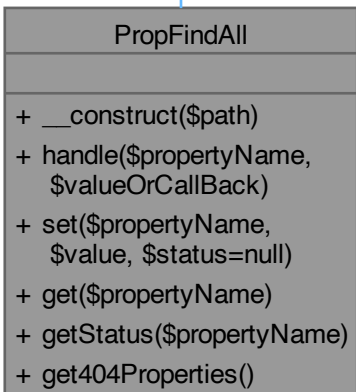 PropFindAll
+ __construct($path)
+ handle($propertyName,
$valueOrCallBack)
+ set($propertyName,
$value, $status=null)
+ get($propertyName)
+ getStatus($propertyName)
+ get404Properties()